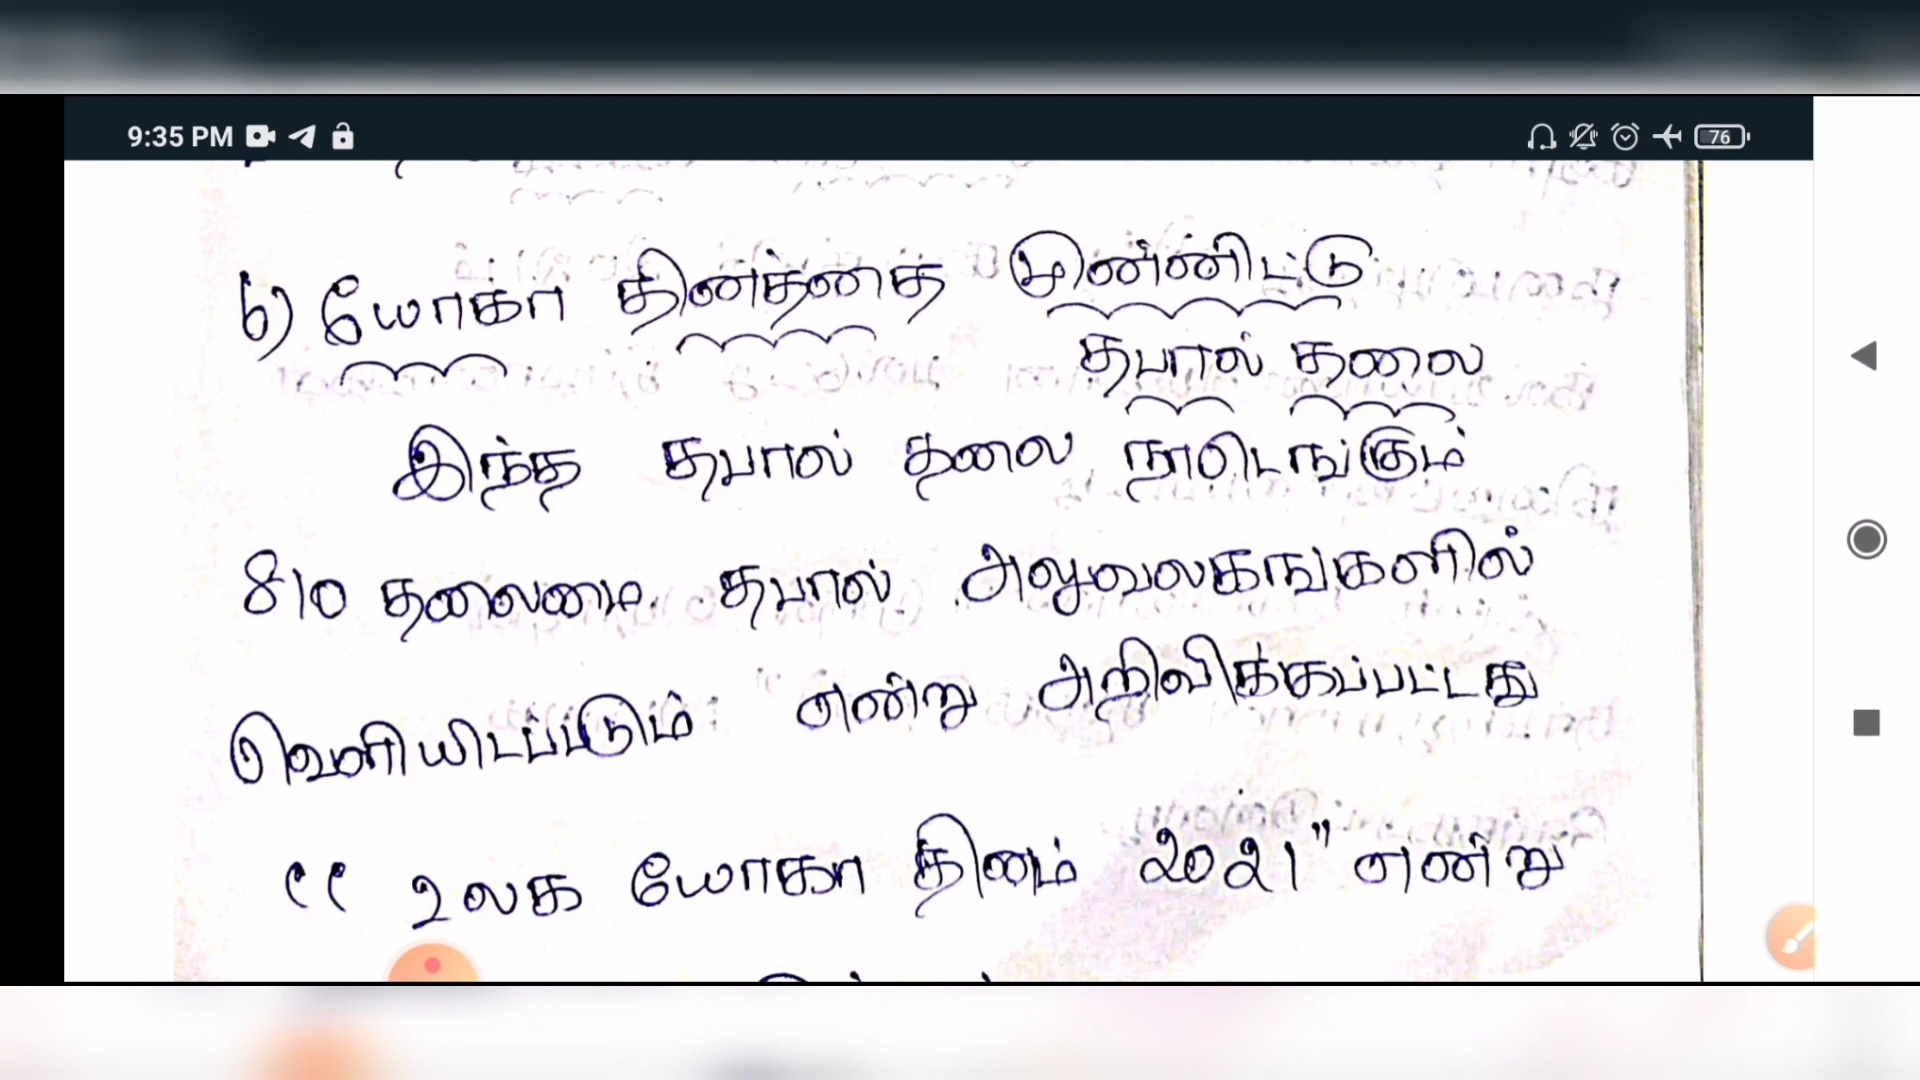 9:35 PM
76
b) யோகா தினத்தை முன்னிட்டு
தபால் தலை
இந்த தபால் தலை நாடெங்கும்
810 தலைமை தபால் அலுவலகங்களில்
வெளியிடப்படும் என்று அறிவிக்கப்பட்டது
“ உலக யோகா தினம் 2021" என்று